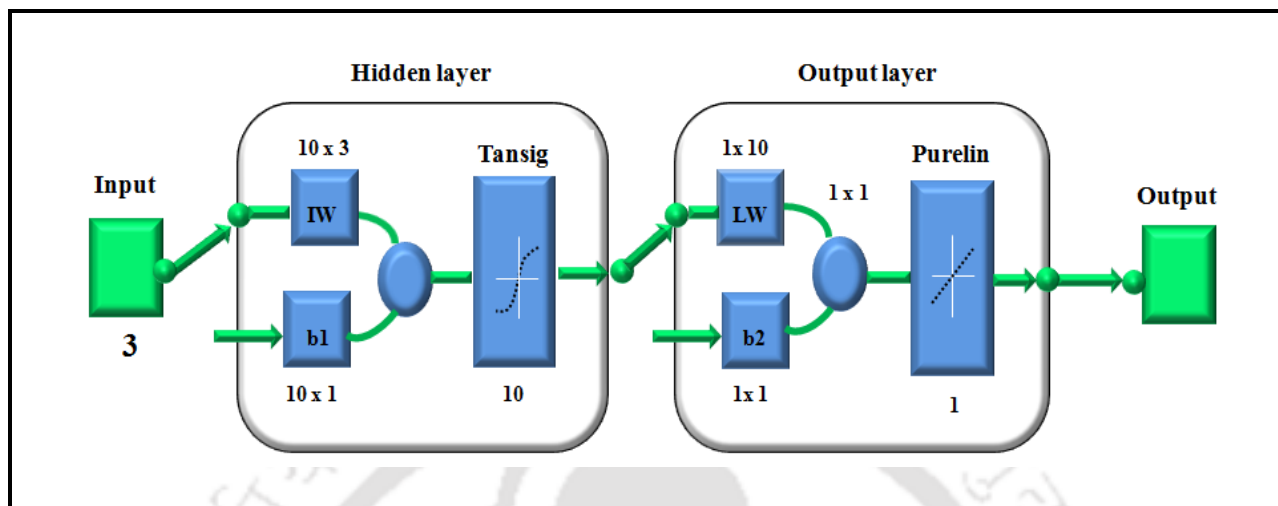 Hidden layer
Output layer
10 x 3
Tansig
1x 10
Purelin
Input
1 x 1
Output
IW
LW
b1
b2
3
10 x 1
10
1x 1
1